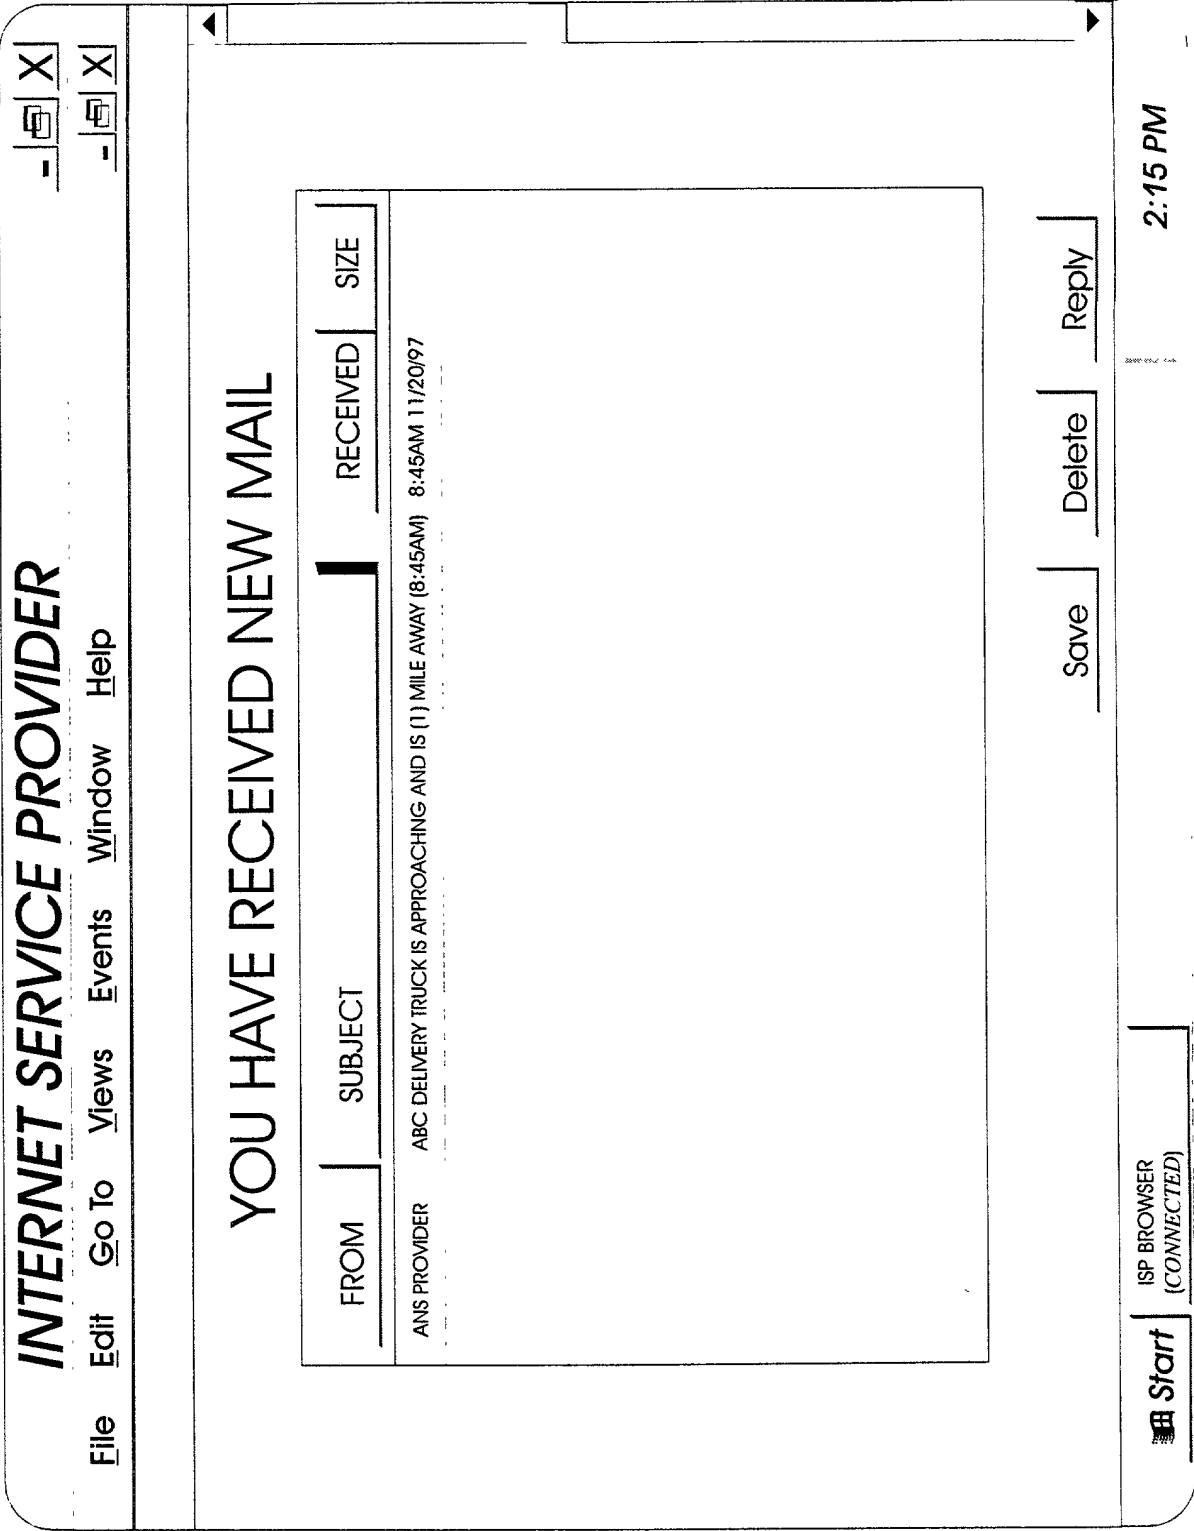 INTERNET SERVICE PROVIDER
File Edit Go To Views Events Window Help
YOU HAVE RECEIVED NEW MAIL
FROM SUBJECT RECEIVED SIZE
ANS PROVIDER ABC DELIVERY TRUCK IS APPROACHNG AND IS (1) MILE AWAY (8:45AM) 8:45AM 11/20/97
Save Delete Reply
Start ISP BROWSER 2:15 PM
(CONNECTED)